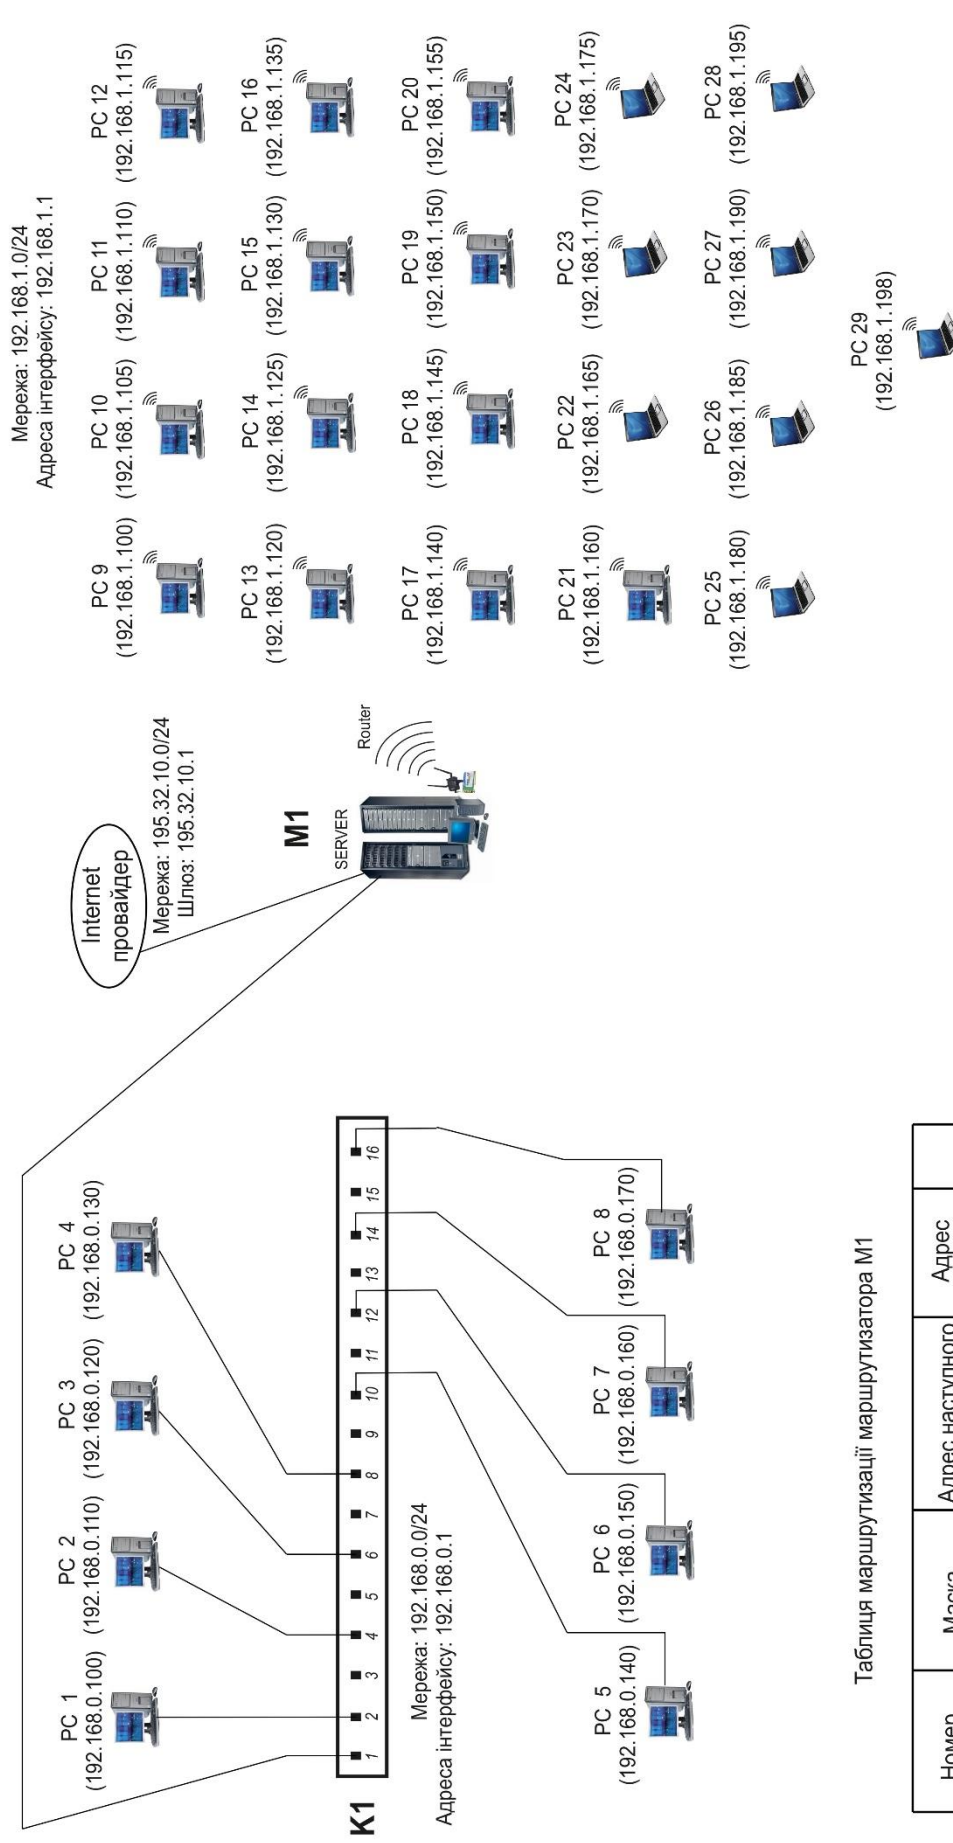 Internet
провайдер
Мережа: 195.32.10.0/24
Шлюз: 195.32.10.1
M1
SERVER
Router
Мережа: 192.168.1.0/24
Адреса інтерфейсу: 192.168.1.1
PC 1
(192.168.0.100)
PC 2
(192.168.0.110)
PC 3
(192.168.0.120)
PC 4
(192.168.0.130)
K1
1 2 3 4 5 6 7 8 9 10 11 12 13 14 15 16
Мережа: 192.168.0.0/24
Адреса інтерфейсу: 192.168.0.1
PC 5
(192.168.0.140)
PC 6
(192.168.0.150)
PC 7
(192.168.0.160)
PC 8
(192.168.0.170)
PC 9
(192.168.1.100)
PC 10
(192.168.1.105)
PC 11
(192.168.1.110)
PC 12
(192.168.1.115)
PC 13
(192.168.1.120)
PC 14
(192.168.1.125)
PC 15
(192.168.1.130)
PC 16
(192.168.1.135)
PC 17
(192.168.1.140)
PC 18
(192.168.1.145)
PC 19
(192.168.1.150)
PC 20
(192.168.1.155)
PC 21
(192.168.1.160)
PC 22
(192.168.1.165)
PC 23
(192.168.1.170)
PC 24
(192.168.1.175)
PC 25
(192.168.1.180)
PC 26
(192.168.1.185)
PC 27
(192.168.1.190)
PC 28
(192.168.1.195)
PC 29
(192.168.1.198)
Таблиця маршрутизації маршрутизатора M1
Номер
Маска
Адрес наступного
Адрес